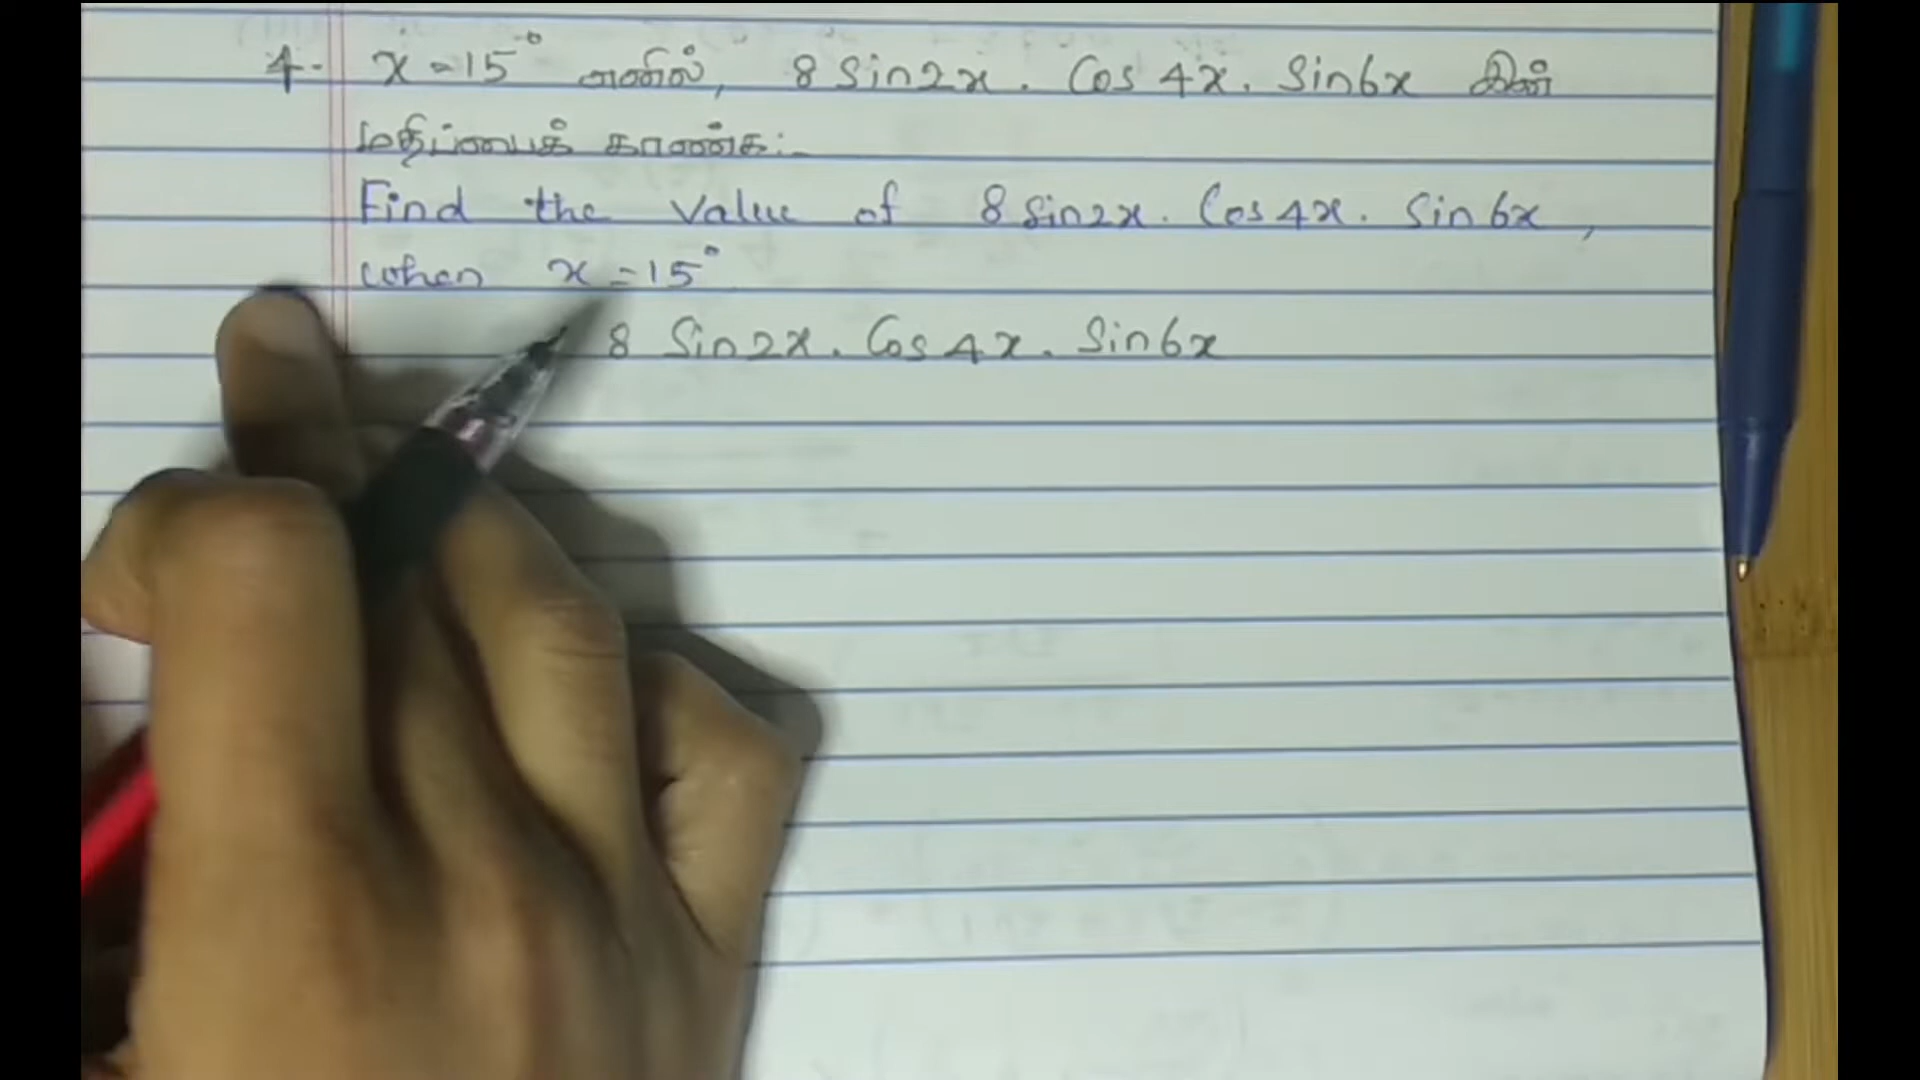 4. x = 15° எனில், 8 Sin2x . Cos 4x . Sin6x இன்
மதிப்பைக் காண்க:-
Find the value of 8 Sin2x . Cos 4x . Sin 6x ,
when x = 15°
8 Sin2x . Cos 4x . Sin6x